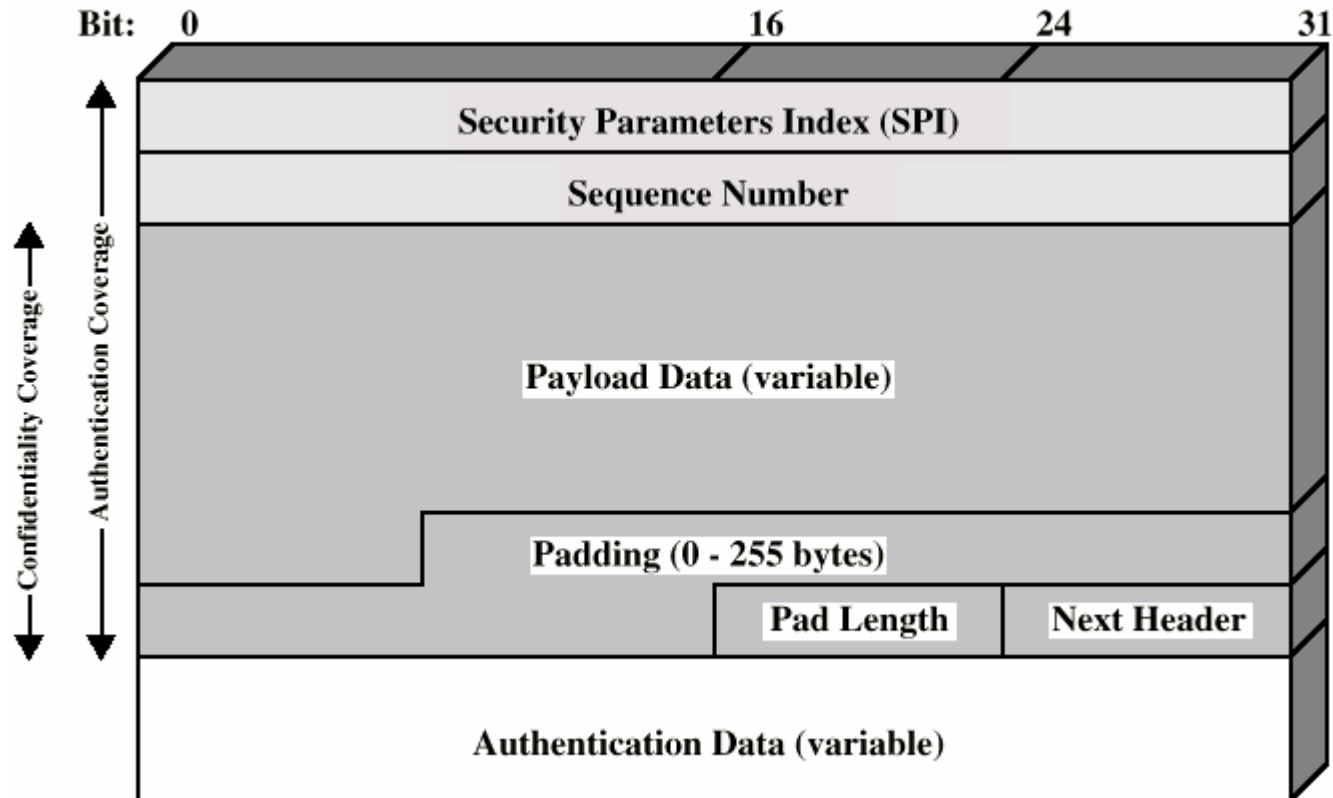 Bit: 0 16 24 31
Security Parameters Index (SPI)
Sequence Number
Confidentiality Coverage
Authentication Coverage
Payload Data (variable)
Padding (0 - 255 bytes)
Pad Length Next Header
Authentication Data (variable)